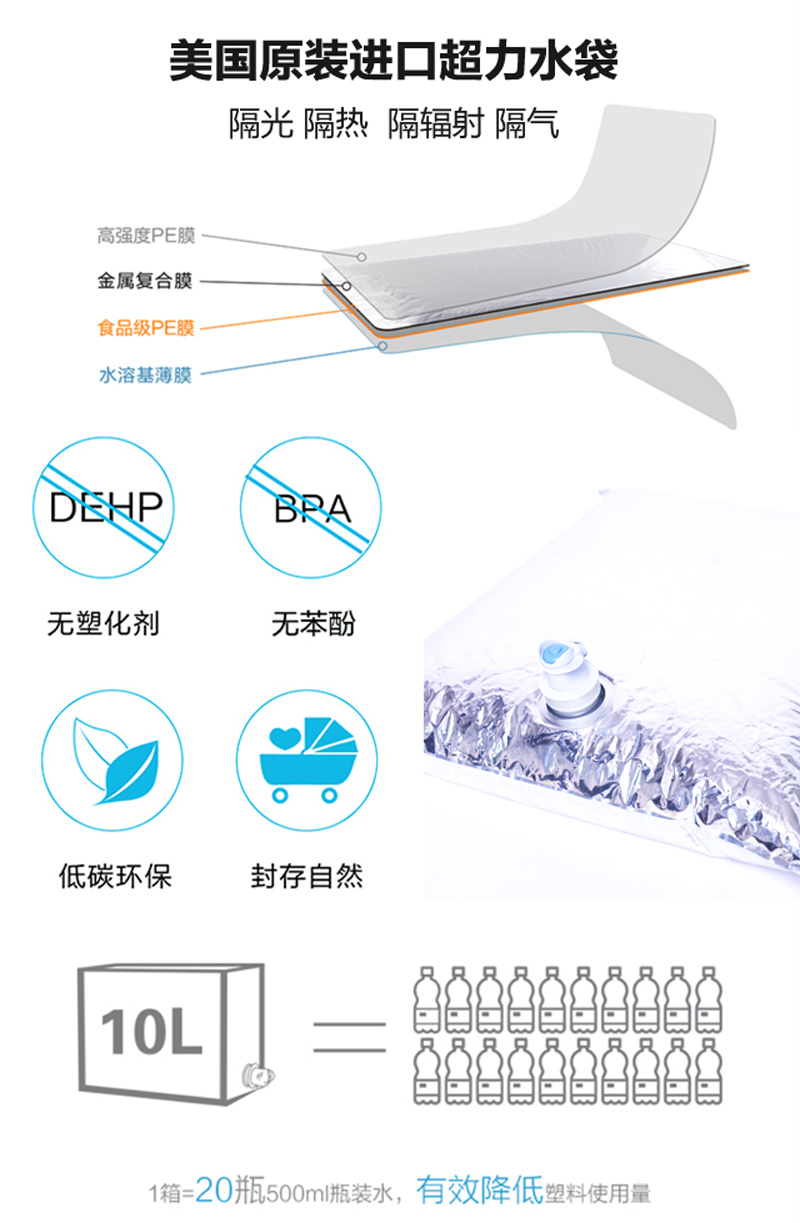 美国原装进口超力水袋
隔光 隔热 隔辐射 隔气
高强度PE膜
金属复合膜
食品级PE膜
水溶基薄膜
DEHP
BPA
无塑化剂
无苯酚
低碳环保
封存自然
10L
1箱=20瓶500ml瓶装水，有效降低塑料使用量